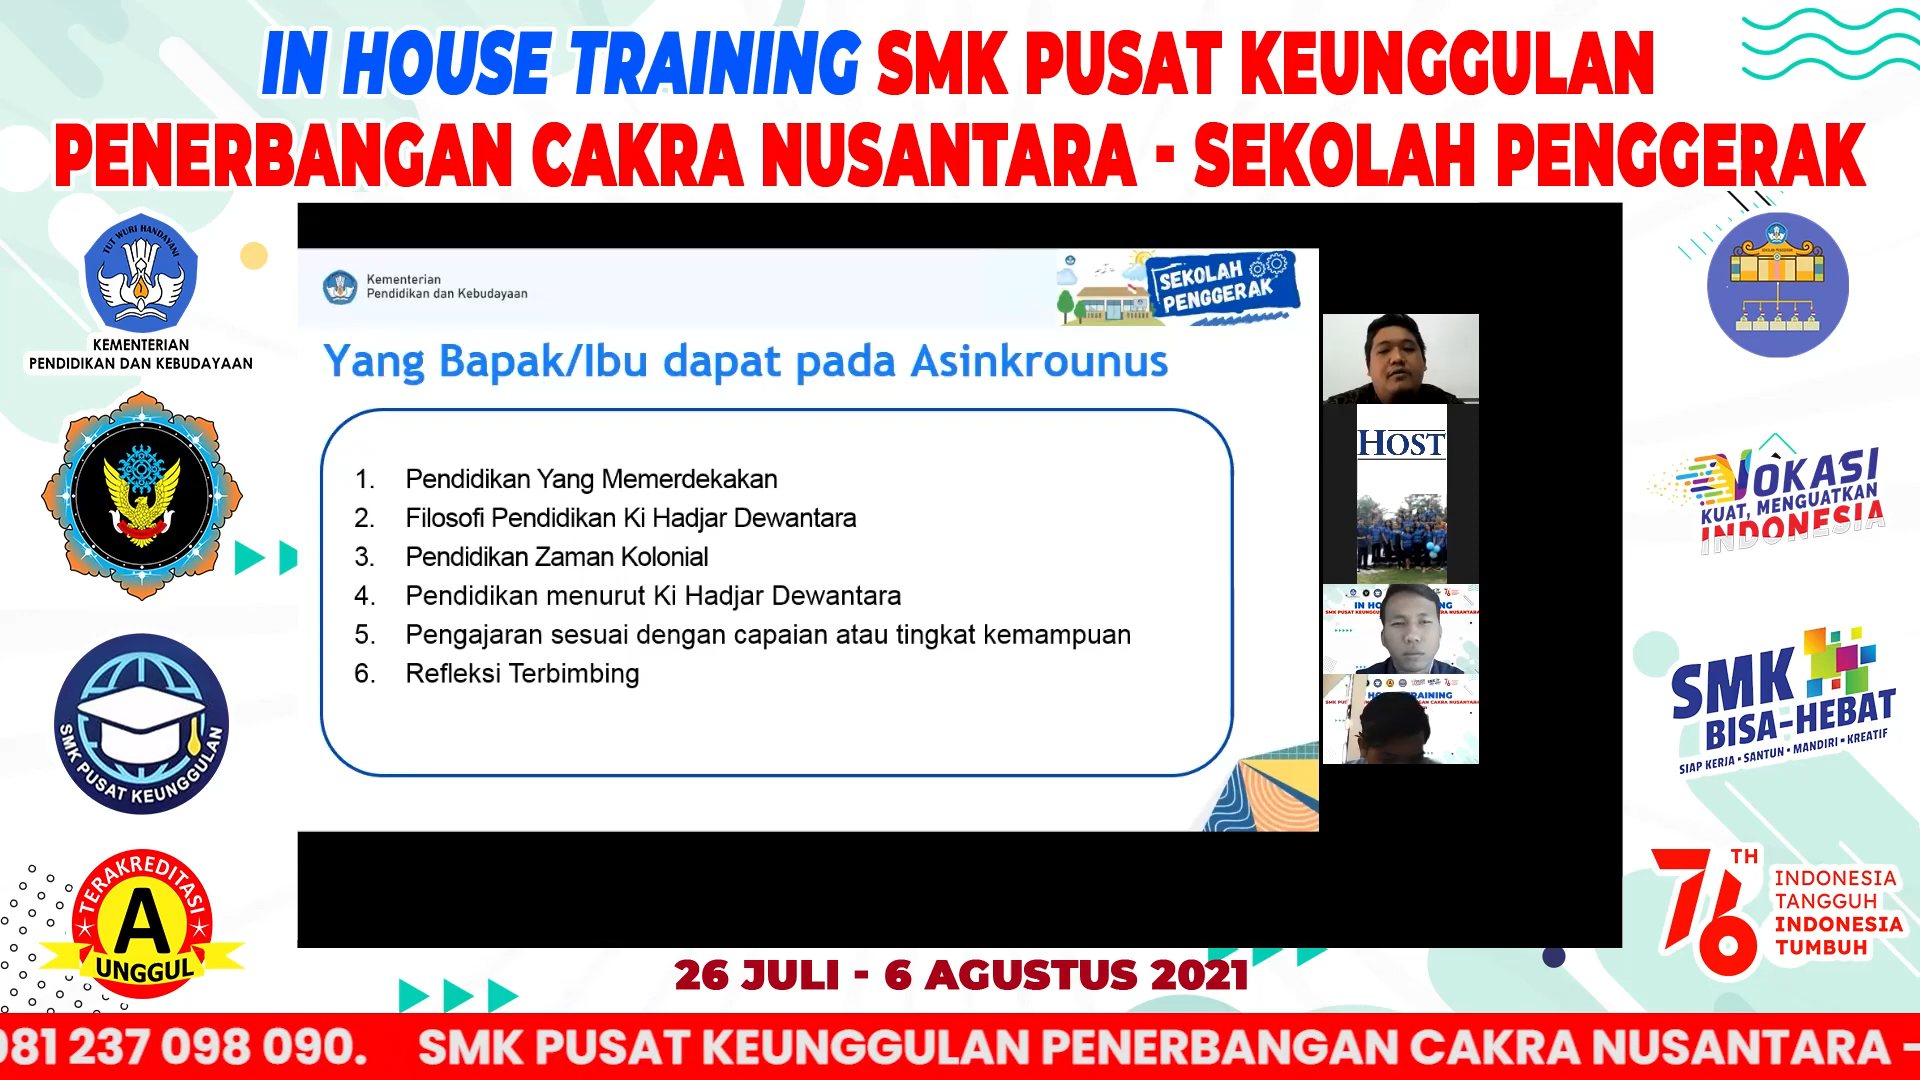 IN HOUSE TRAINING SMK PUSAT KEUNGGULAN
PENERBANGAN CAKRA NUSANTARA - SEKOLAH PENGGERAK
TUT WURI HANDAYANI
KEMENTERIAN
PENDIDIKAN DAN KEBUDAYAAN
SMK PUSAT KEUNGGULAN
TERAKREDITASI
A
UNGGUL
Kementerian
Pendidikan dan Kebudayaan
SEKOLAH
PENGGERAK
Yang Bapak/Ibu dapat pada Asinkrounus
1. Pendidikan Yang Memerdekakan
2. Filosofi Pendidikan Ki Hadjar Dewantara
3. Pendidikan Zaman Kolonial
4. Pendidikan menurut Ki Hadjar Dewantara
5. Pengajaran sesuai dengan capaian atau tingkat kemampuan
6. Refleksi Terbimbing
HOST
VOKASI
KUAT, MENGUATKAN
INDONESIA
SMK
BISA-HEBAT
SIAP KERJA • SANTUN • MANDIRI • KREATIF
76 TH
INDONESIA
TANGGUH
INDONESIA
TUMBUH
26 JULI - 6 AGUSTUS 2021
081 237 098 090. SMK PUSAT KEUNGGULAN PENERBANGAN CAKRA NUSANTARA -